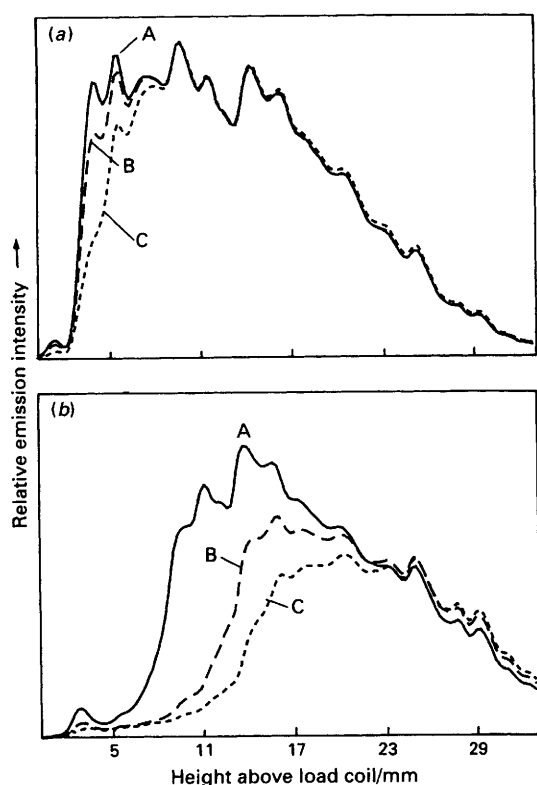 (a)
A
B
C
Relative emission intensity →
(b)
A
B
C
5 11 17 23 29
Height above load coil/mm